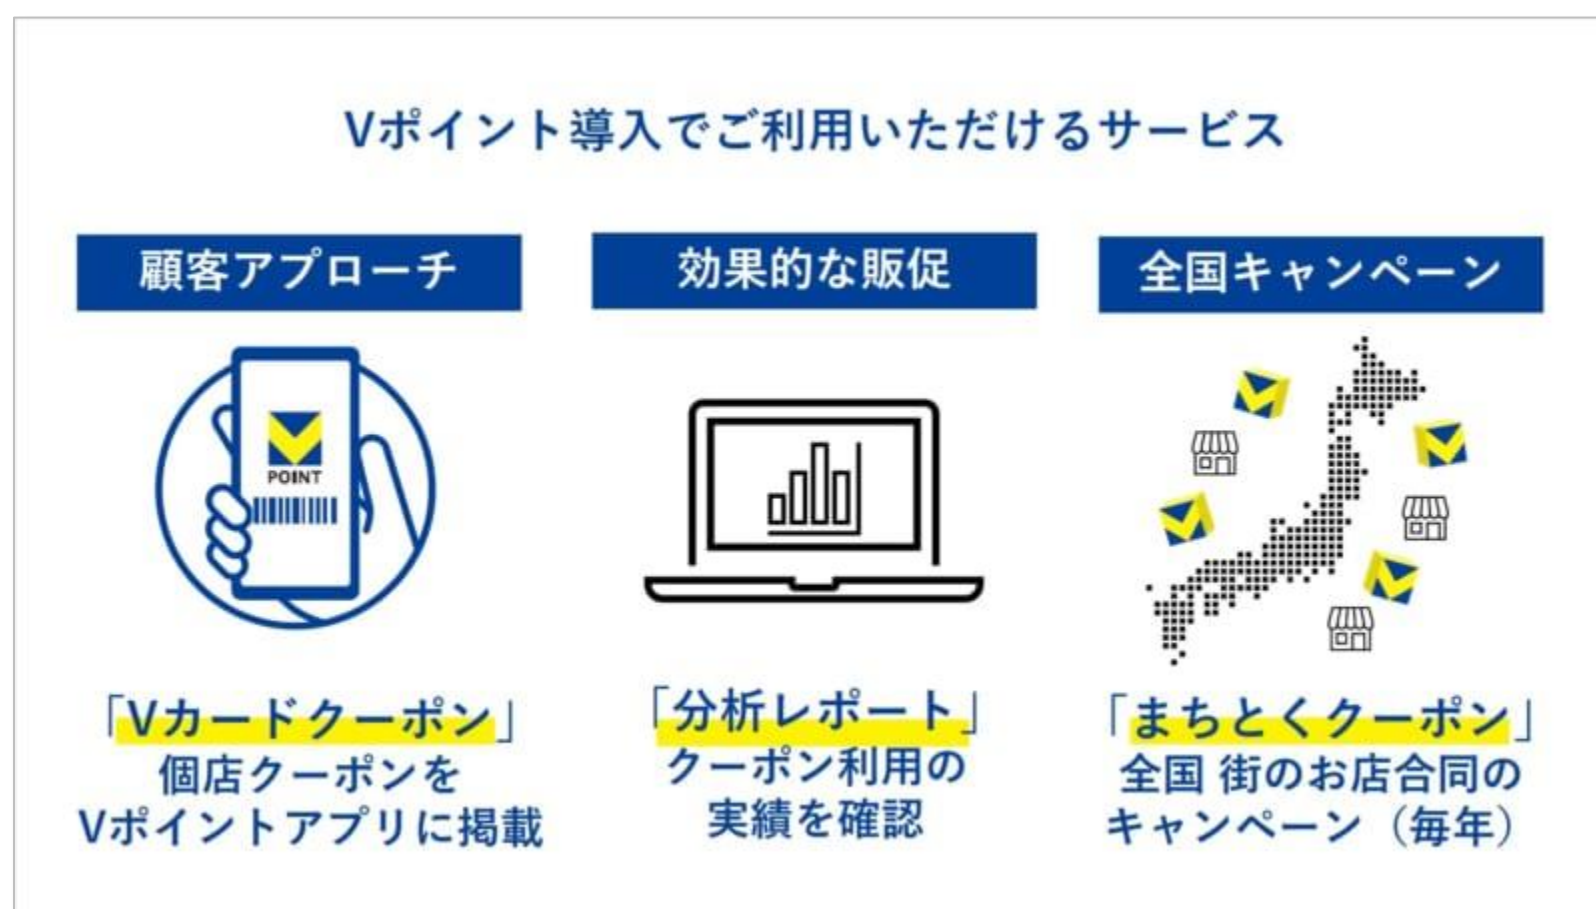 Vポイント導入でご利用いただけるサービス
顧客アプローチ
POINT
「Vカードクーポン」
個店クーポンを
Vポイントアプリに掲載
効果的な販促
「分析レポート」
クーポン利用の
実績を確認
全国キャンペーン
「まちとくクーポン」
全国 街のお店合同の
キャンペーン（毎年）